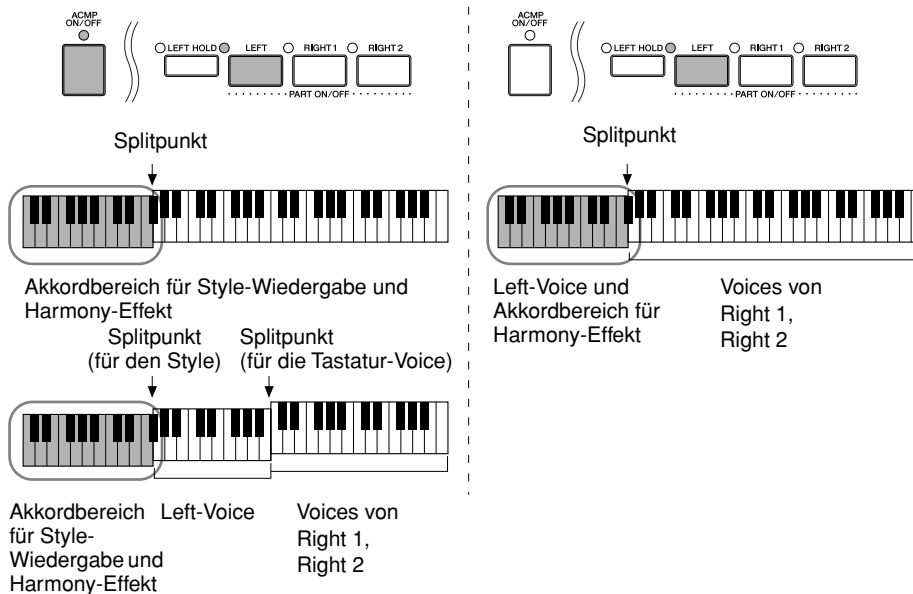 ACMP
ON/OFF
LEFT HOLD LEFT RIGHT 1 RIGHT 2
PART ON/OFF
Splitpunkt
Akkordbereich für Style-Wiedergabe und
Harmony-Effekt
Splitpunkt
(für den Style)
Splitpunkt
(für die Tastatur-Voice)
Akkordbereich
für Style-
Wiedergabe und
Harmony-Effekt
Left-Voice
Voices von
Right 1,
Right 2
ACMP
ON/OFF
LEFT HOLD LEFT RIGHT 1 RIGHT 2
PART ON/OFF
Splitpunkt
Left-Voice und
Akkordbereich für
Harmony-Effekt
Voices von
Right 1,
Right 2